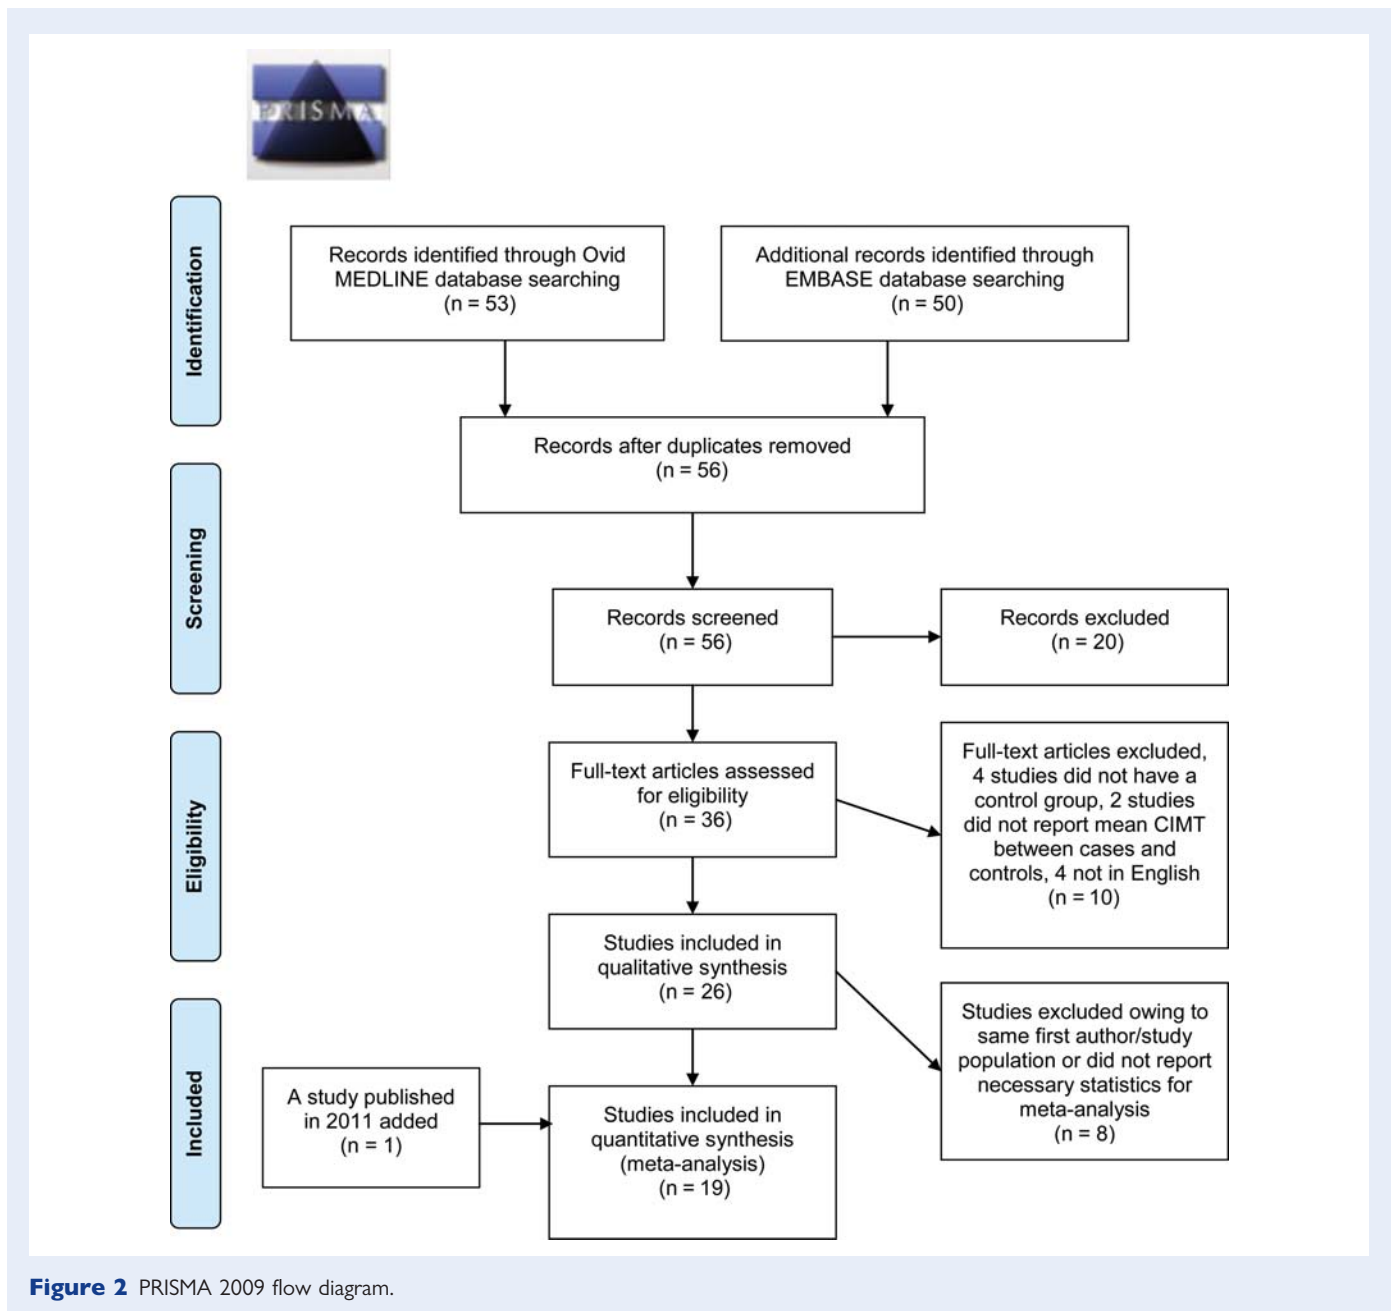 PRISMA
Identification
Records identified through Ovid
MEDLINE database searching
(n = 53)
Additional records identified through
EMBASE database searching
(n = 50)
Records after duplicates removed
(n = 56)
Screening
Records screened
(n = 56)
Records excluded
(n = 20)
Eligibility
Full-text articles assessed
for eligibility
(n = 36)
Full-text articles excluded,
4 studies did not have a
control group, 2 studies
did not report mean CIMT
between cases and
controls, 4 not in English
(n = 10)
Studies included in
qualitative synthesis
(n = 26)
Studies excluded owing to
same first author/study
population or did not report
necessary statistics for
meta-analysis
(n = 8)
Included
A study published
in 2011 added
(n = 1)
Studies included in
quantitative synthesis
(meta-analysis)
(n = 19)
Figure 2 PRISMA 2009 flow diagram.